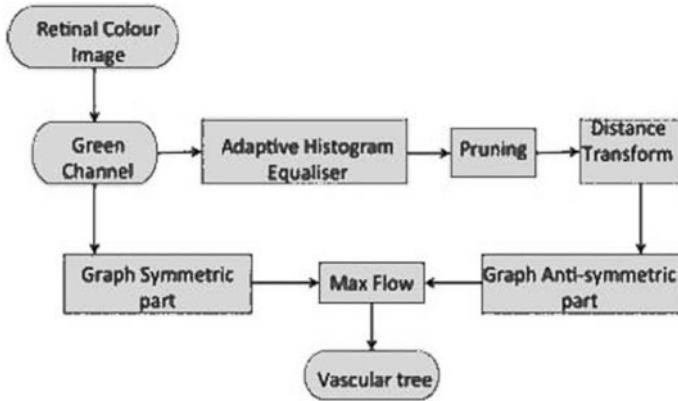 Retinal Colour
Image
Green
Channel
Adaptive Histogram
Equaliser
Pruning
Distance
Transform
Graph Symmetric
part
Max Flow
Graph Anti-symmetric
part
Vascular tree